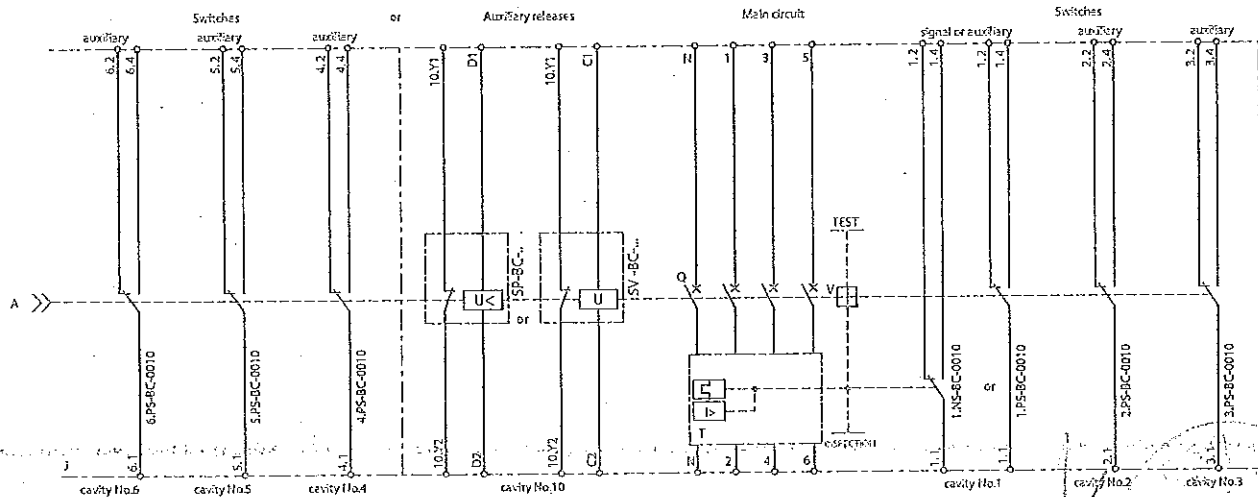 Switches or Auxiliary releases Main circuit Switches
auxiliary auxiliary auxiliary signal or auxiliary auxiliary auxiliary
6.2 6.4 5.2 5.4 4.2 4.4 10.Y1 D1 10.Y1 C1 N 1 3 5 1.2 1.4 1.2 1.4 2.2 2.4 3.2 3.4
TEST
SP-BC-.. SV-BC-...
Q
A U< U V
or
6.PS-BC-0010 5.PS-BC-0010 4.PS-BC-0010 1.NS-BC-0010 or 1.PS-BC-0010 2.PS-BC-0010 3.PS-BC-0010
I>
T
6.1 5.1 4.1 10.Y2 D2 10.Y2 C2 N 2 4 6 1.1 1.1 2.1 3.1
J
cavity No.6 cavity No.5 cavity No.4 cavity No.10 cavity No.1 cavity No.2 cavity No.3